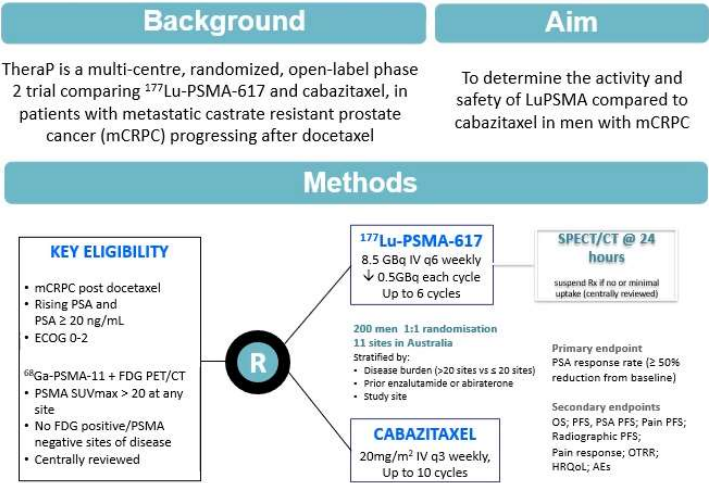 Background
TheraP is a multi-centre, randomized, open-label phase
2 trial comparing ¹⁷⁷Lu-PSMA-617 and cabazitaxel, in
patients with metastatic castrate resistant prostate
cancer (mCRPC) progressing after docetaxel
Aim
To determine the activity and
safety of LuPSMA compared to
cabazitaxel in men with mCRPC
Methods
KEY ELIGIBILITY
• mCRPC post docetaxel
• Rising PSA and
PSA ≥ 20 ng/mL
• ECOG 0-2
⁶⁸Ga-PSMA-11 + FDG PET/CT
• PSMA SUVmax > 20 at any
site
• No FDG positive/PSMA
negative sites of disease
• Centrally reviewed
R
¹⁷⁷Lu-PSMA-617
8.5 GBq IV q6 weekly
↓ 0.5GBq each cycle
Up to 6 cycles
SPECT/CT @ 24
hours
suspend Rx if no or minimal
uptake (centrally reviewed)
200 men 1:1 randomisation
11 sites in Australia
Stratified by:
• Disease burden (>20 sites vs ≤ 20 sites)
• Prior enzalutamide or abiraterone
• Study site
CABAZITAXEL
20mg/m² IV q3 weekly,
Up to 10 cycles
Primary endpoint
PSA response rate (≥ 50%
reduction from baseline)
Secondary endpoints
OS; PFS, PSA PFS; Pain PFS;
Radiographic PFS;
Pain response; OTRR;
HRQoL; AEs